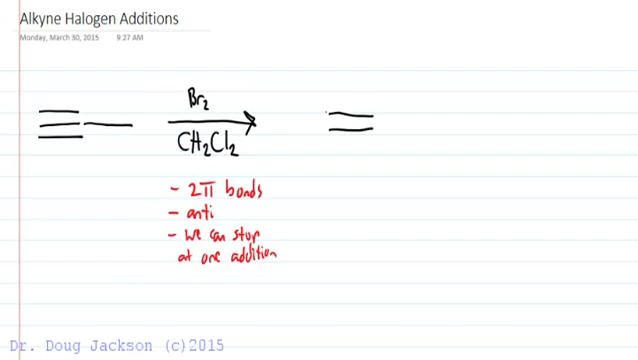 Alkyne Halogen Additions
Monday, March 30, 2015 9:27 AM
Br2
CH2Cl2
- 2π bonds
- anti
- we can stop
at one addition
Dr. Doug Jackson (c)2015